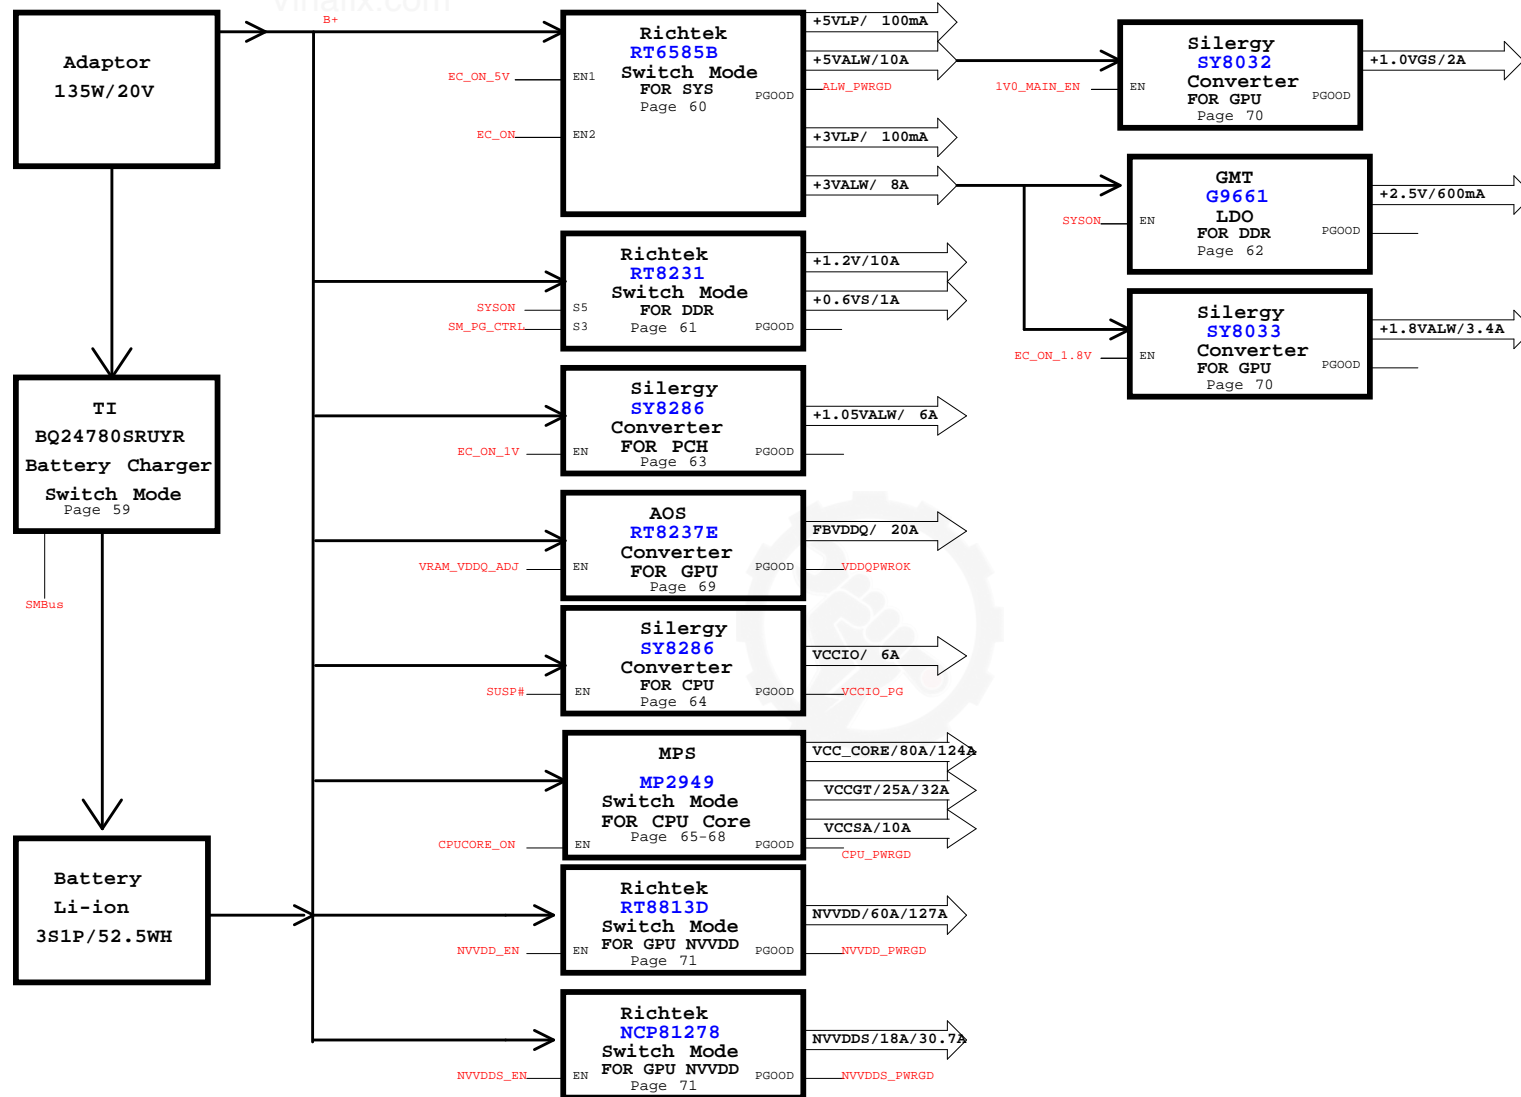 vinafix.com
B+
Adaptor
135W/20V
TI
BQ24780SRUYR
Battery Charger
Switch Mode
Page 59
SMBus
Battery
Li-ion
3S1P/52.5WH
EC_ON_5V
EC_ON
Richtek
RT6585B
Switch Mode
FOR SYS
Page 60
EN1
EN2
PGOOD
+5VLP/ 100mA
+5VALW/10A
ALW_PWRGD
+3VLP/ 100mA
+3VALW/ 8A
1V0_MAIN_EN
Silergy
SY8032
Converter
FOR GPU
Page 70
EN
PGOOD
+1.0VGS/2A
SYSON
GMT
G9661
LDO
FOR DDR
Page 62
EN
PGOOD
+2.5V/600mA
EC_ON_1.8V
Silergy
SY8033
Converter
FOR GPU
Page 70
EN
PGOOD
+1.8VALW/3.4A
SYSON
SM_PG_CTRL
Richtek
RT8231
Switch Mode
FOR DDR
Page 61
S5
S3
PGOOD
+1.2V/10A
+0.6VS/1A
EC_ON_1V
Silergy
SY8286
Converter
FOR PCH
Page 63
EN
PGOOD
+1.05VALW/ 6A
VRAM_VDDQ_ADJ
AOS
RT8237E
Converter
FOR GPU
Page 69
EN
PGOOD
FBVDDQ/ 20A
VDDQPWROK
SUSP#
Silergy
SY8286
Converter
FOR CPU
Page 64
EN
PGOOD
VCCIO/ 6A
VCCIO_PG
CPUCORE_ON
MPS
MP2949
Switch Mode
FOR CPU Core
Page 65-68
EN
PGOOD
VCC_CORE/80A/124A
VCCGT/25A/32A
VCCSA/10A
CPU_PWRGD
NVVDD_EN
Richtek
RT8813D
Switch Mode
FOR GPU NVVDD
Page 71
EN
PGOOD
NVVDD/60A/127A
NVVDD_PWRGD
NVVDDS_EN
Richtek
NCP81278
Switch Mode
FOR GPU NVVDD
Page 71
EN
PGOOD
NVVDDS/18A/30.7A
NVVDDS_PWRGD